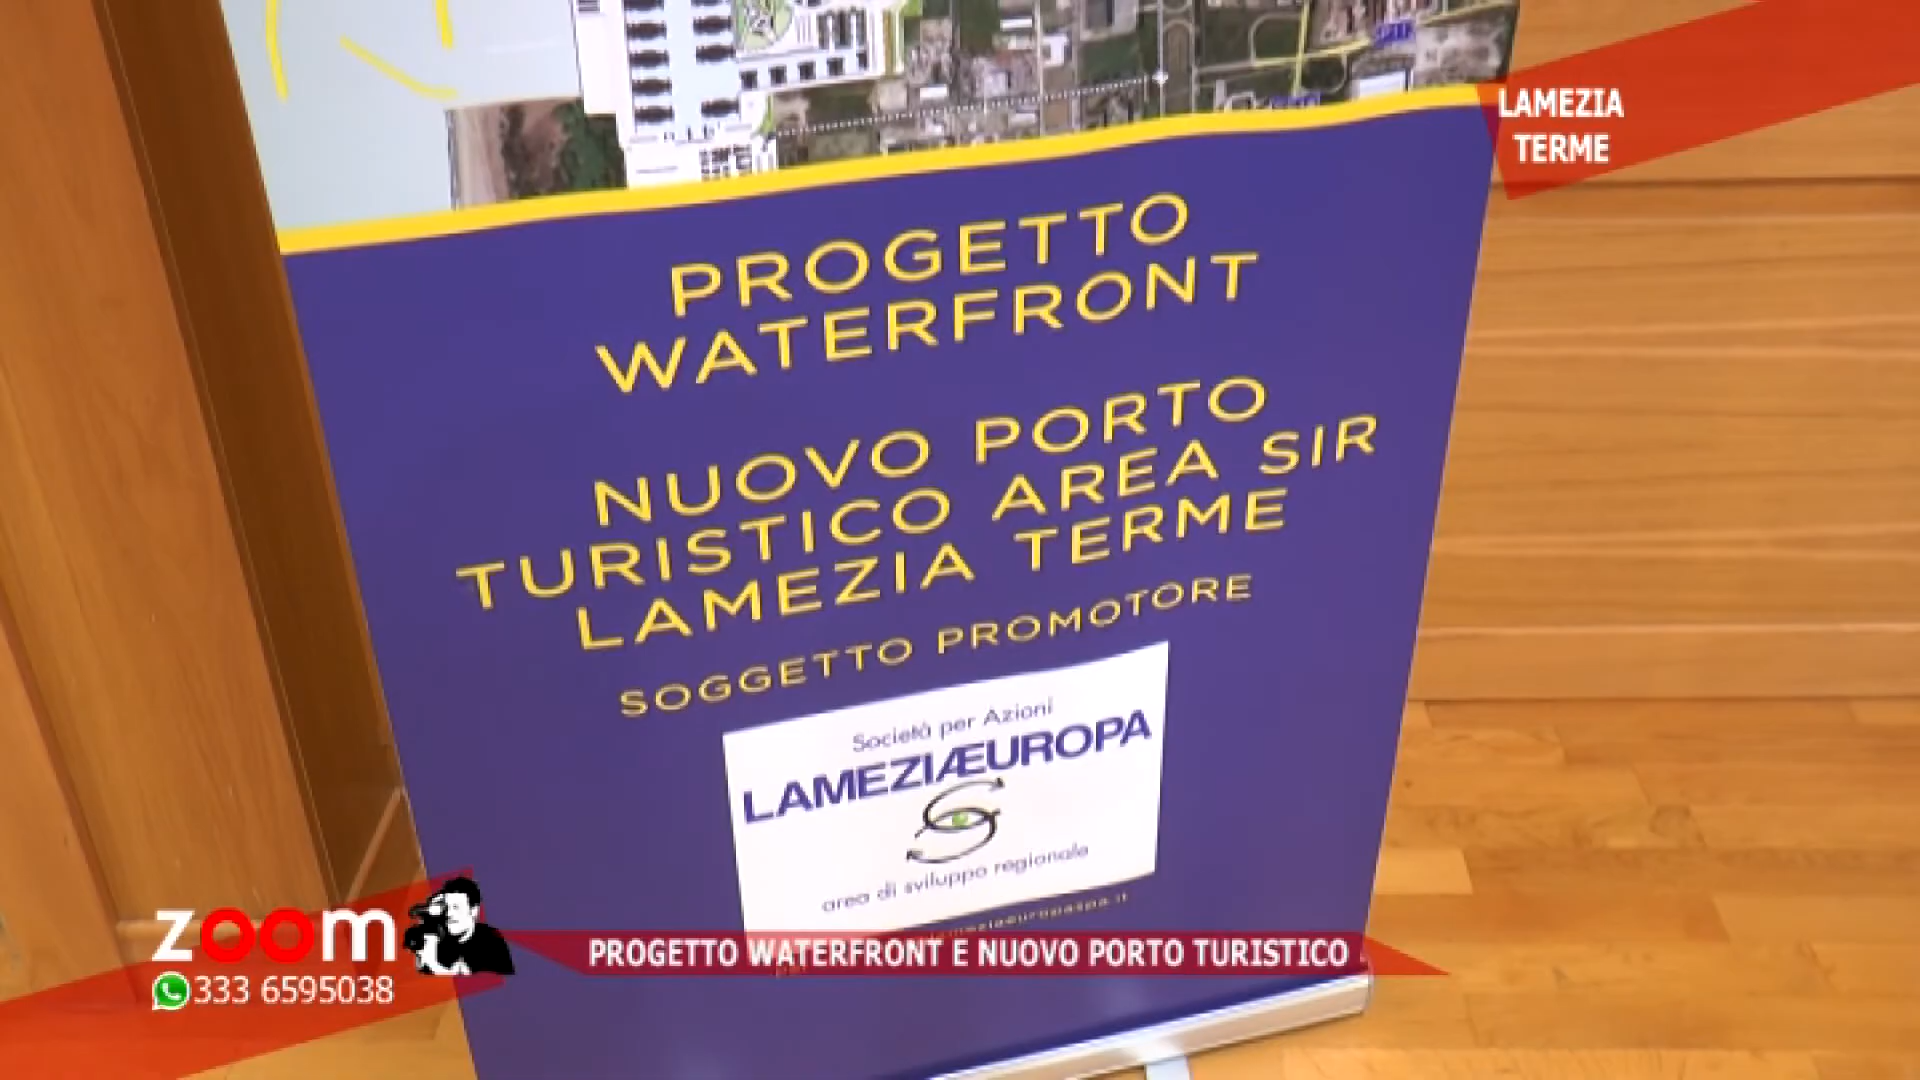 LAMEZIA
TERME
PROGETTO
WATERFRONT
NUOVO PORTO
TURISTICO AREA SIR
LAMEZIA TERME
SOGGETTO PROMOTORE
Società per Azioni
LAMEZIÆUROPA
area di sviluppo regionale
zoom
333 6595038
PROGETTO WATERFRONT E NUOVO PORTO TURISTICO